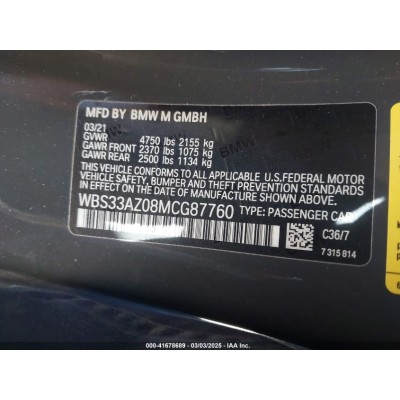 MFD BY BMW M GMBH
03/21
GVWR 4750 lbs 2155 kg
GAWR FRONT 2370 lbs 1075 kg
GAWR REAR 2500 lbs 1134 kg
THIS VEHICLE CONFORMS TO ALL APPLICABLE U.S. FEDERAL MOTOR
VEHICLE SAFETY, BUMPER, AND THEFT PREVENTION STANDARDS
IN EFFECT ON THE DATE OF MANUFACTURE SHOWN ABOVE.
WBS33AZ08MCG87760 TYPE: PASSENGER CAR
C36/7
7 315 814
000-41678689 - 03/03/2025 - IAA Inc.